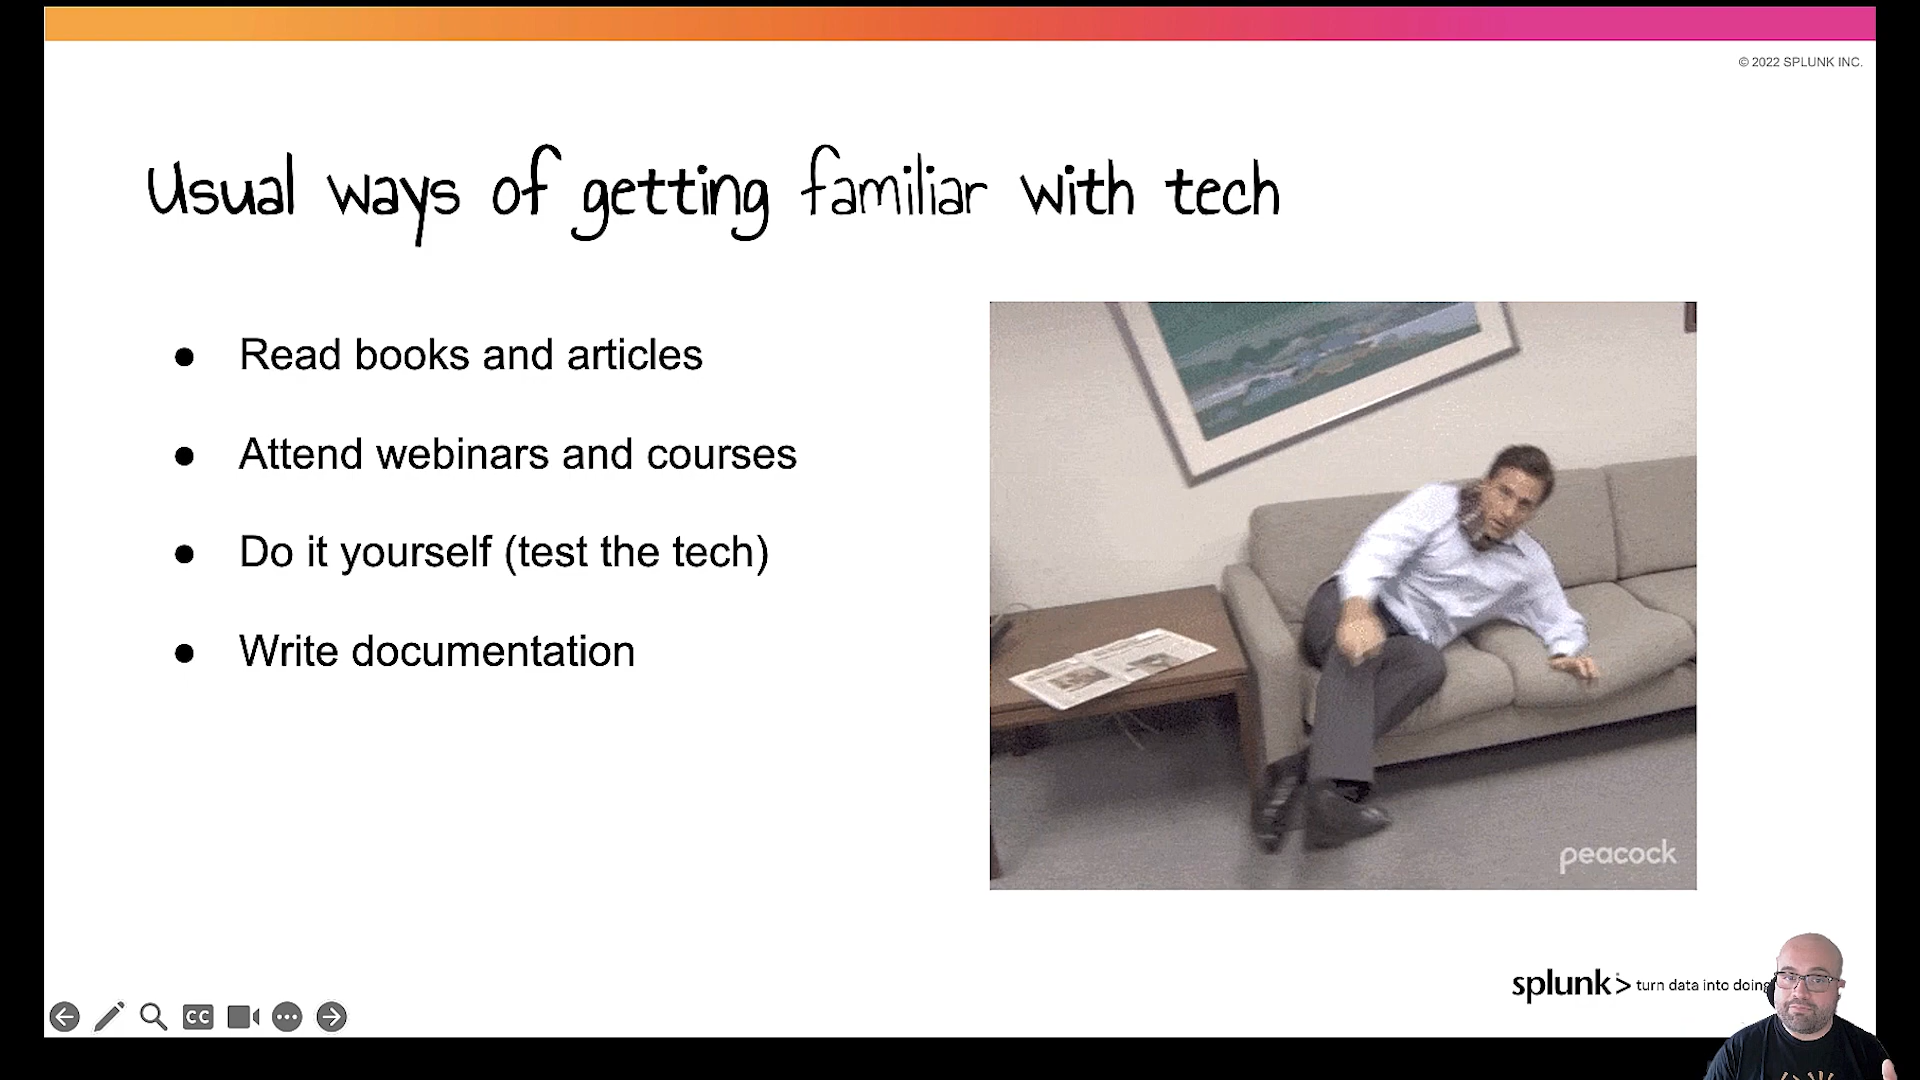 © 2022 SPLUNK INC.
Usual ways of getting familiar with tech
● Read books and articles
● Attend webinars and courses
● Do it yourself (test the tech)
● Write documentation
peacock
splunk> turn data into doing
CC